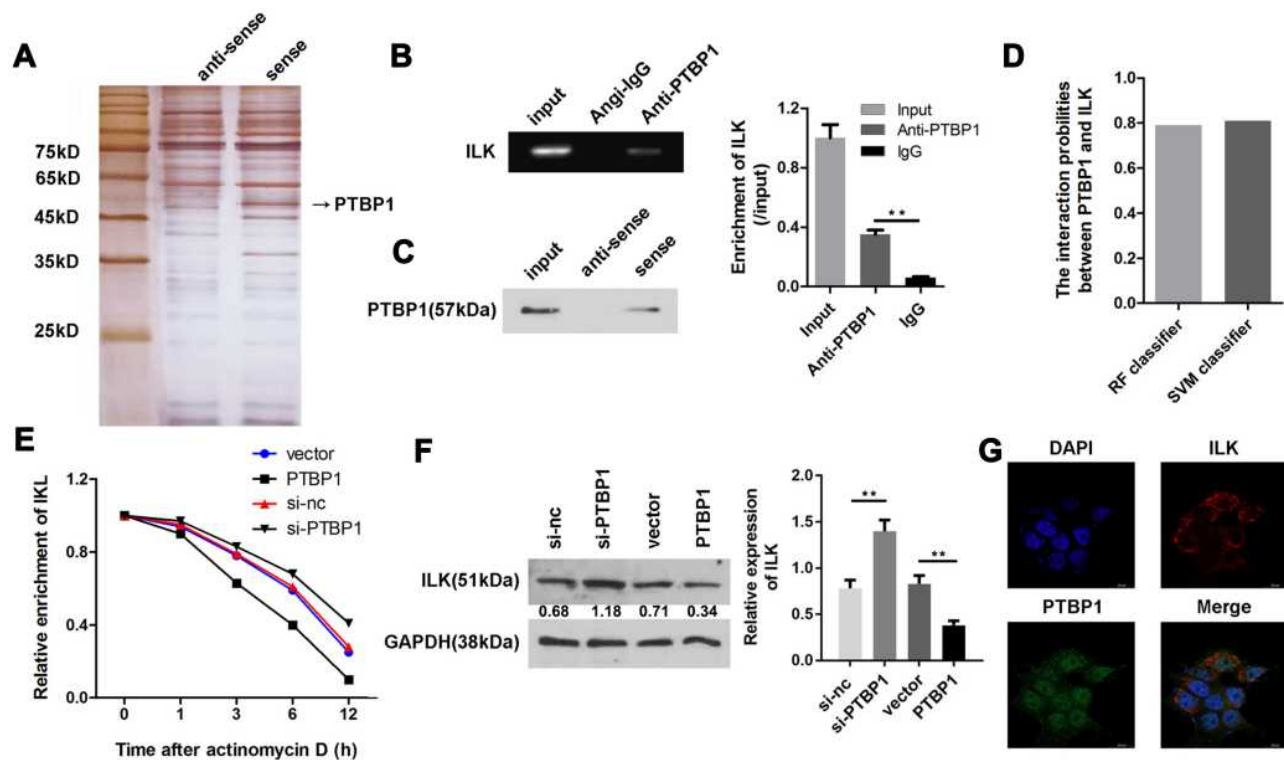 A
anti-sense
sense
75kD
65kD
45kD
35kD
25kD
→ PTBP1
B
input
Angi-IgG
Anti-PTBP1
ILK
C
input
anti-sense
sense
PTBP1(57kDa)
Enrichment of ILK
(/input)
1.2
0.8
0.4
0.0
Input
Anti-PTBP1
IgG
**
Input
Anti-PTBP1
IgG
D
The interaction probilities
between PTBP1 and ILK
1.0
0.8
0.6
0.4
0.2
0.0
RF classifier
SVM classifier
E
Relative enrichment of IKL
1.2
0.8
0.4
0.0
vector
PTBP1
si-nc
si-PTBP1
0 1 3 6 12
Time after actinomycin D (h)
F
si-nc
si-PTBP1
vector
PTBP1
ILK(51kDa)
0.68 1.18 0.71 0.34
GAPDH(38kDa)
Relative expression
of ILK
2.0
1.5
1.0
0.5
0.0
**
**
si-nc
si-PTBP1
vector
PTBP1
G
DAPI
ILK
PTBP1
Merge